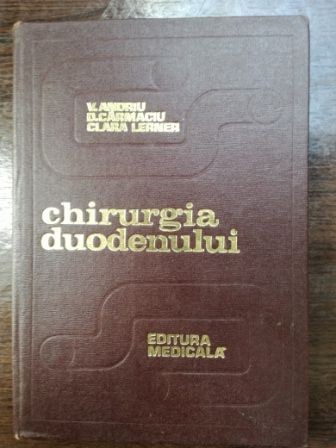 V. ANDRIU
D. CĂRMACIU
CLARA LERNER
chirurgia
duodenului
EDITURA
MEDICALĂ